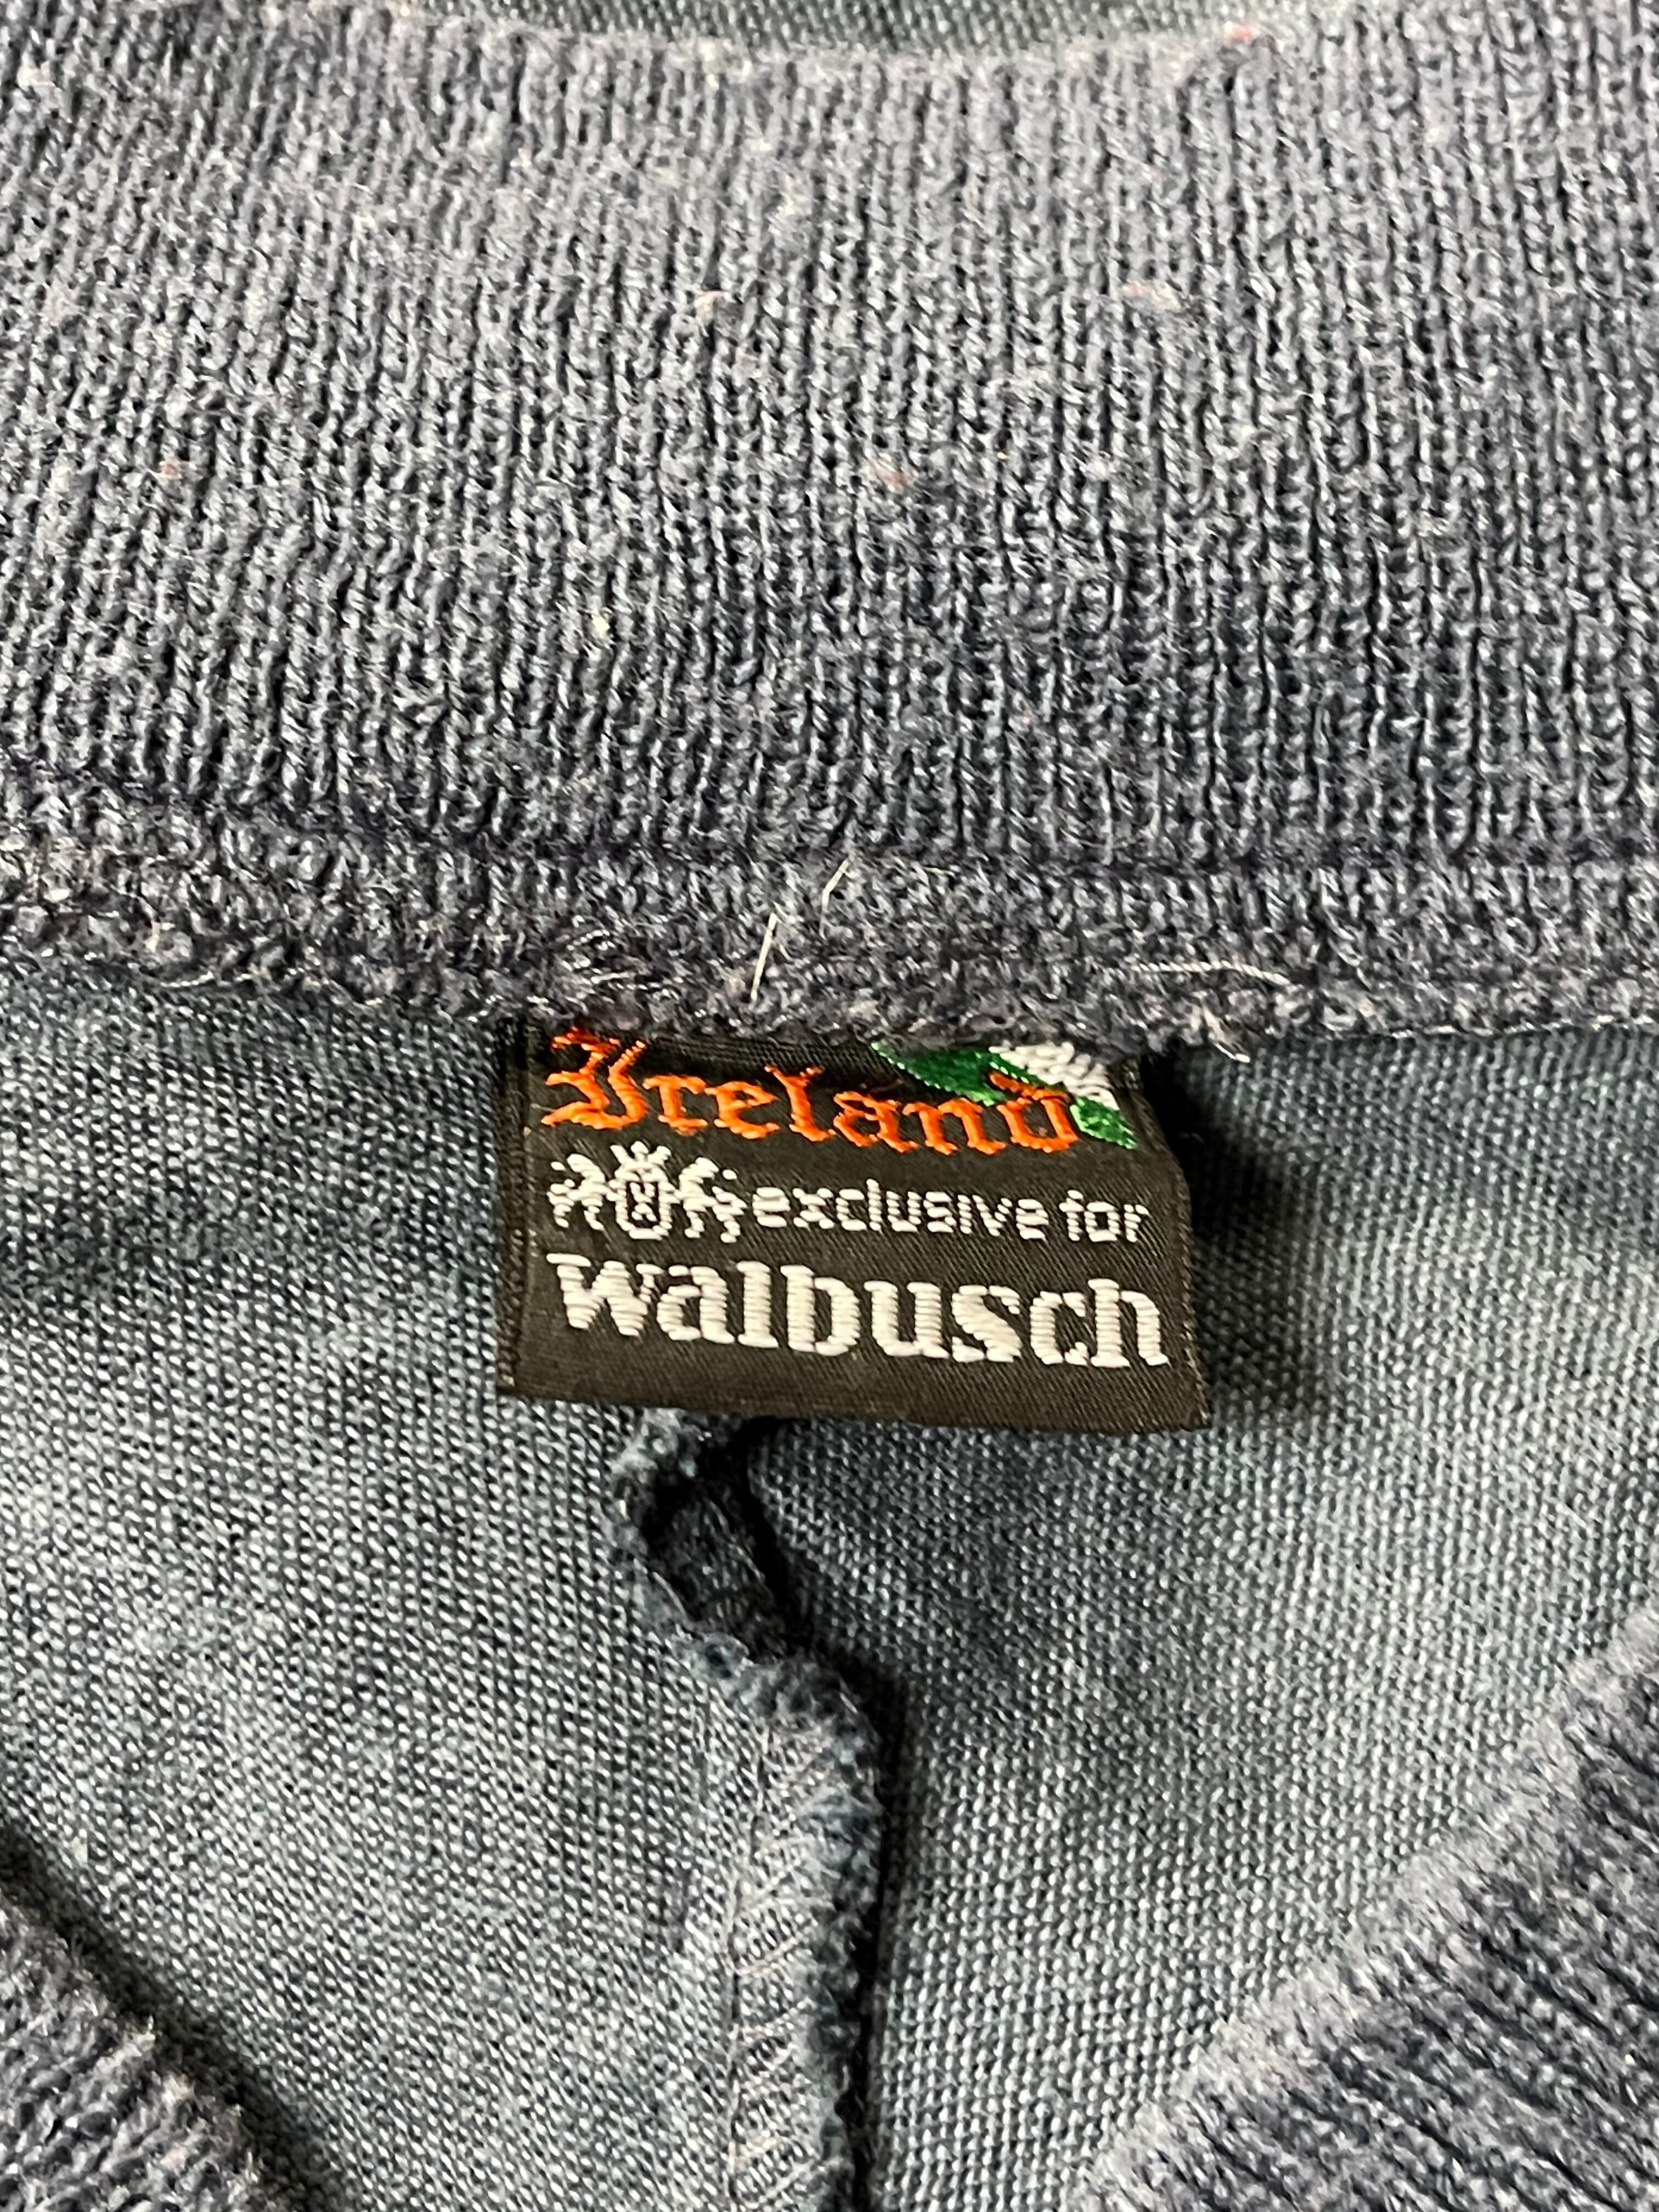 Ireland
exclusive for
walbusch